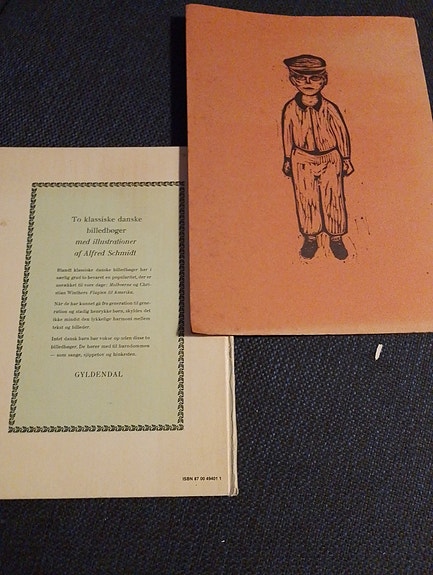 To klassiske danske
billedbøger
med illustrationer
af Alfred Schmidt
Blandt klassiske danske billedbøger har i
særlig grad to bevaret en popularitet, der er
usvækket til vore dage: Halvarms og Chri-
stian Winthers Flugten til Amerika.
Når de har kunnet gå fra generation til gene-
ration og stadig henrykke børn, skyldes det
ikke mindst den lykkelige harmoni mellem
tekst og billeder.
Intet dansk barn bør vokse op uden disse to
billedbøger. De hører med til barndommen
– som senge, sjippetov og hinkesten.
GYLDENDAL
ISBN 87 00 49401 1